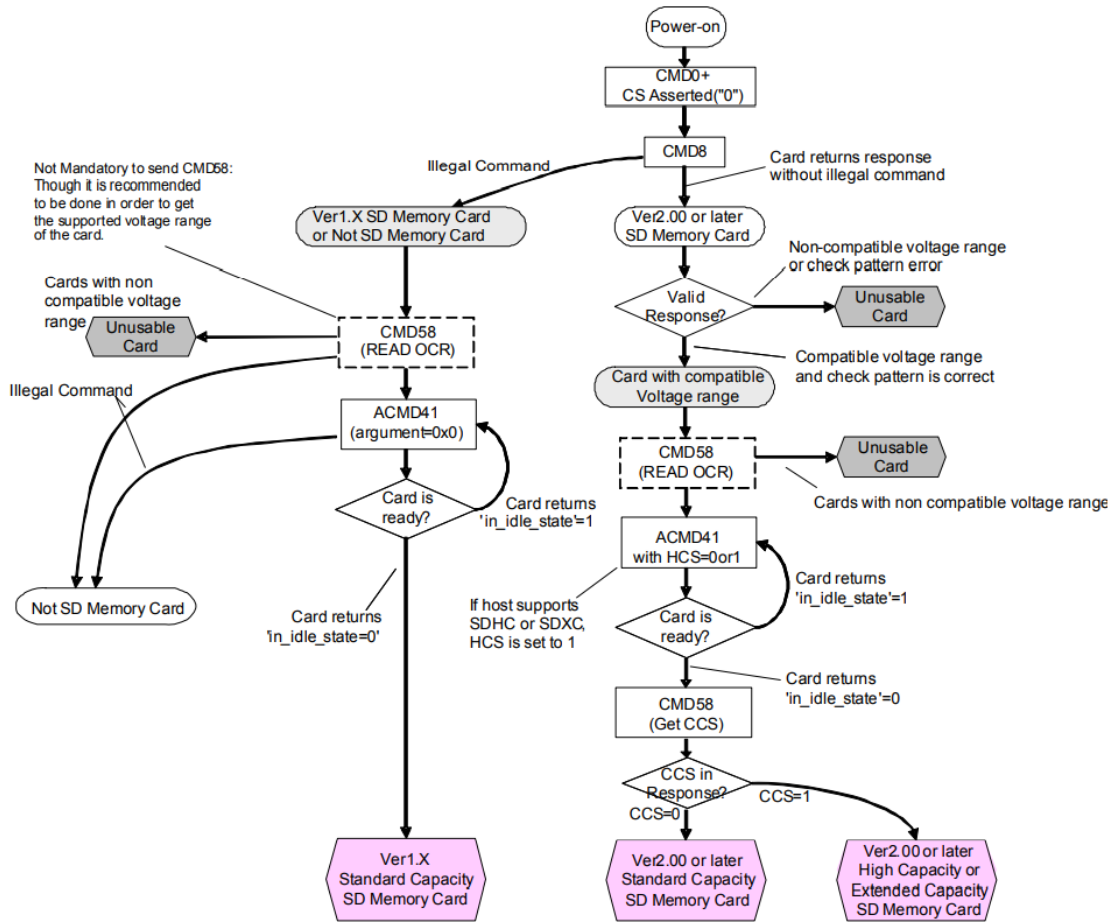 Power-on
CMD0+
CS Asserted("0")
CMD8
Illegal Command
Card returns response
without illegal command
Not Mandatory to send CMD58:
Though it is recommended
to be done in order to get
the supported voltage range
of the card.
Ver1.X SD Memory Card
or Not SD Memory Card
Ver2.00 or later
SD Memory Card
Non-compatible voltage range
or check pattern error
Cards with non
compatible voltage
range
Unusable
Card
CMD58
(READ OCR)
Valid
Response?
Unusable
Card
Compatible voltage range
and check pattern is correct
Card with compatible
Voltage range
Illegal Command
ACMD41
(argument=0x0)
CMD58
(READ OCR)
Unusable
Card
Cards with non compatible voltage range
Card is
ready?
Card returns
'in_idle_state'=1
ACMD41
with HCS=0or1
Card returns
'in_idle_state'=1
Not SD Memory Card
Card returns
'in_idle_state=0'
If host supports
SDHC or SDXC,
HCS is set to 1
Card is
ready?
Card returns
'in_idle_state'=0
CMD58
(Get CCS)
CCS in
Response?
CCS=0
CCS=1
Ver1.X
Standard Capacity
SD Memory Card
Ver2.00 or later
Standard Capacity
SD Memory Card
Ver2.00 or later
High Capacity or
Extended Capacity
SD Memory Card